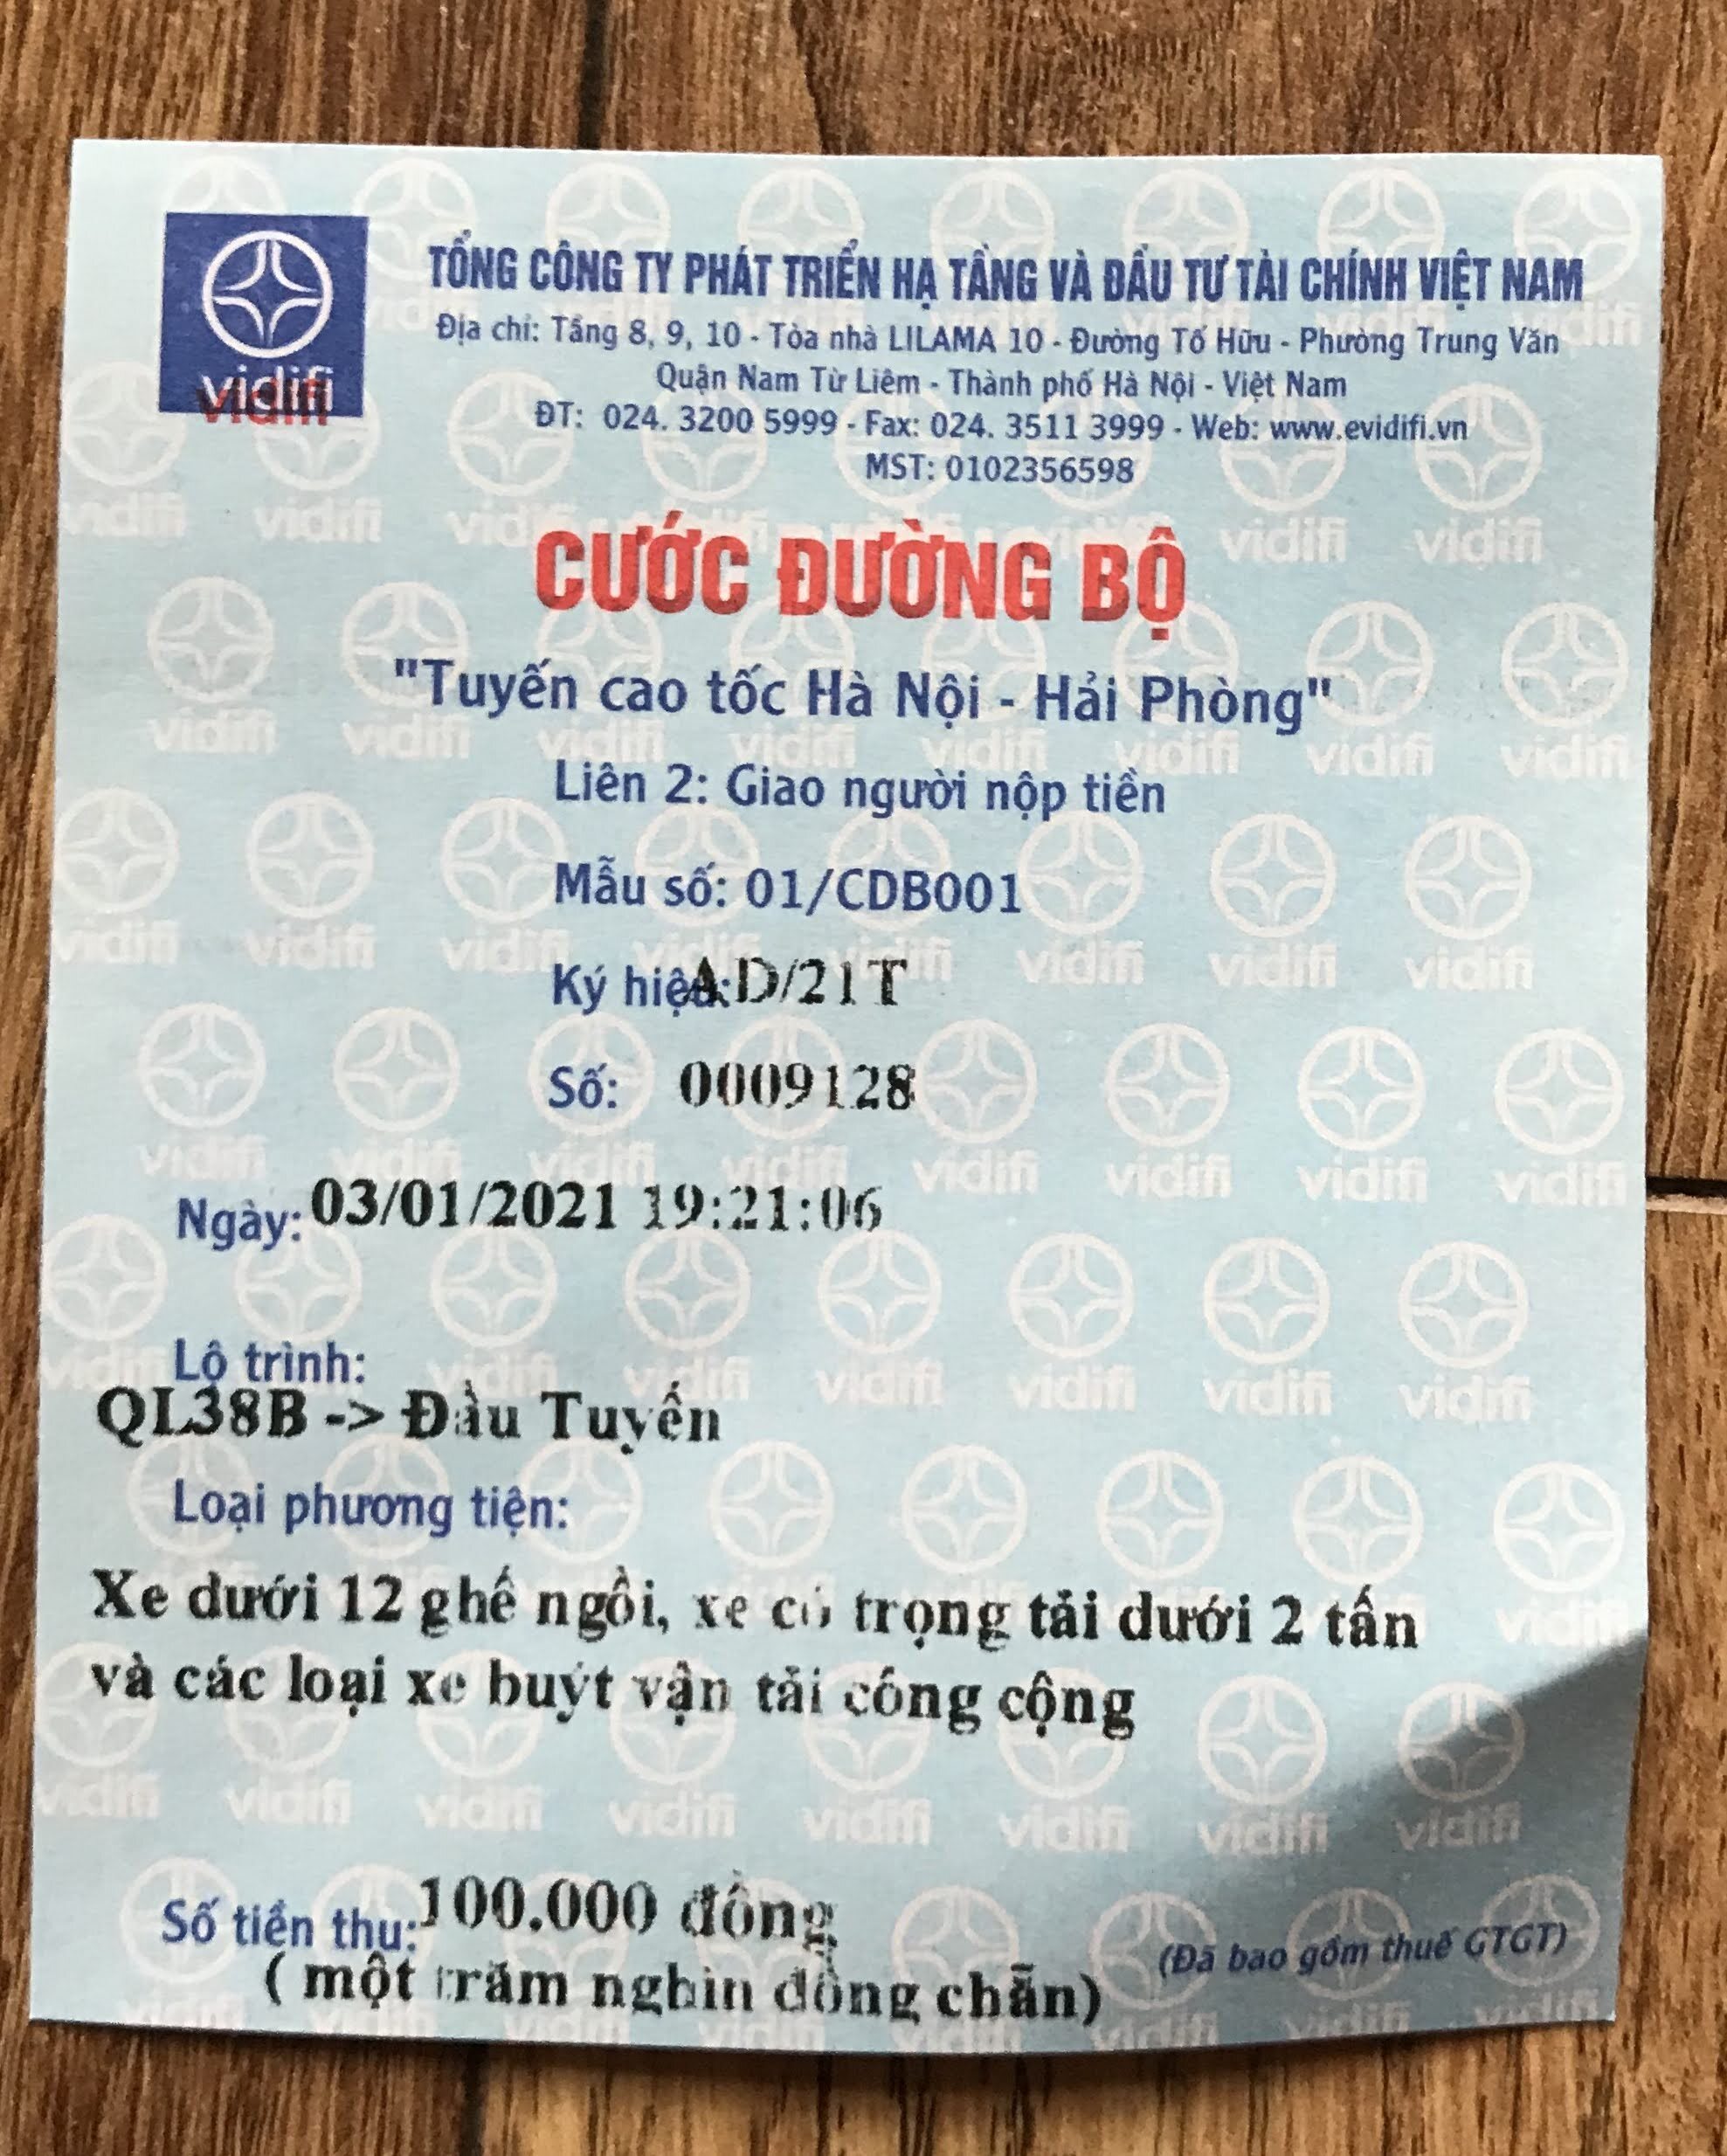 vidifi
vidifi
TỔNG CÔNG TY PHÁT TRIỂN HẠ TẦNG VÀ ĐẦU TƯ TÀI CHÍNH VIỆT NAM
Địa chỉ: Tầng 8, 9, 10 - Tòa nhà LILAMA 10 - Đường Tố Hữu - Phường Trung Văn
Quận Nam Từ Liêm - Thành phố Hà Nội - Việt Nam
ĐT: 024. 3200 5999 - Fax: 024. 3511 3999 - Web: www.evidifi.vn
MST: 0102356598
CƯỚC ĐƯỜNG BỘ
"Tuyến cao tốc Hà Nội - Hải Phòng"
Liên 2: Giao người nộp tiền
Mẫu số: 01/CDB001
Ký hiệu: AD/21T
Số: 0009128
Ngày: 03/01/2021 19:21:06
Lộ trình:
QL38B -> Đầu Tuyến
Loại phương tiện:
Xe dưới 12 ghế ngồi, xe có trọng tải dưới 2 tấn
và các loại xe buýt vận tải công cộng
Số tiền thu: 100.000 đồng
( một trăm nghìn đồng chẵn)
(Đã bao gồm thuế GTGT)